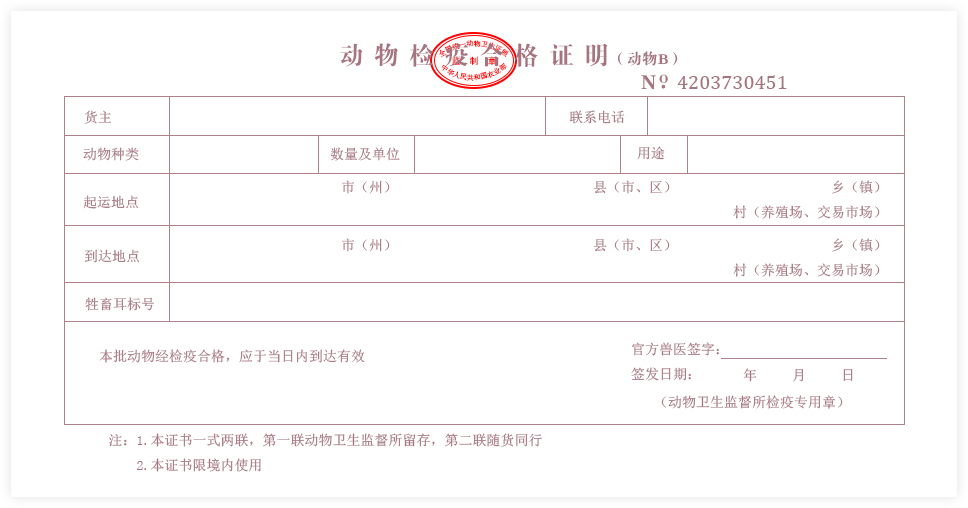 动物检疫合格证明（动物B）
监制章
中华人民共和国农业部
Nº: 4203730451
货主 联系电话
动物种类 数量及单位 用途
起运地点 市（州） 县（市、区） 乡（镇）
村（养殖场、交易市场）
到达地点 市（州） 县（市、区） 乡（镇）
村（养殖场、交易市场）
牲畜耳标号
本批动物经检疫合格，应于当日内到达有效
官方兽医签字：
签发日期： 年 月 日
（动物卫生监督所检疫专用章）
注：1.本证书一式两联，第一联动物卫生监督所留存，第二联随货同行
2.本证书限境内使用